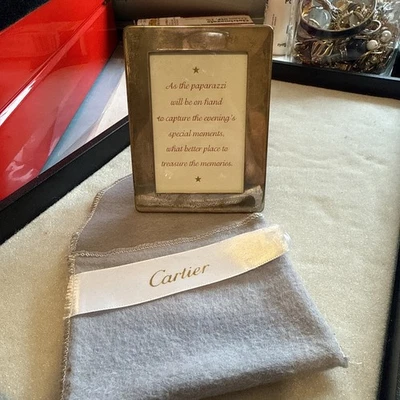 As the paparazzi
will be on hand
to capture the evening's
special moments,
what better place to
treasure the memories.
Cartier